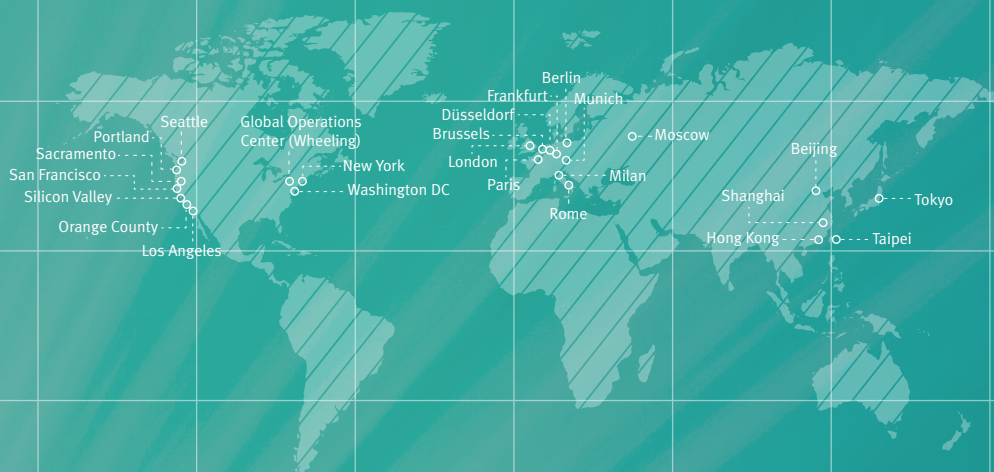 Seattle
Portland
Sacramento
San Francisco
Silicon Valley
Orange County
Los Angeles
Global Operations
Center (Wheeling)
New York
Washington DC
Berlin
Frankfurt
Munich
Düsseldorf
Brussels
London
Paris
Milan
Rome
Moscow
Beijing
Shanghai
Tokyo
Hong Kong
Taipei